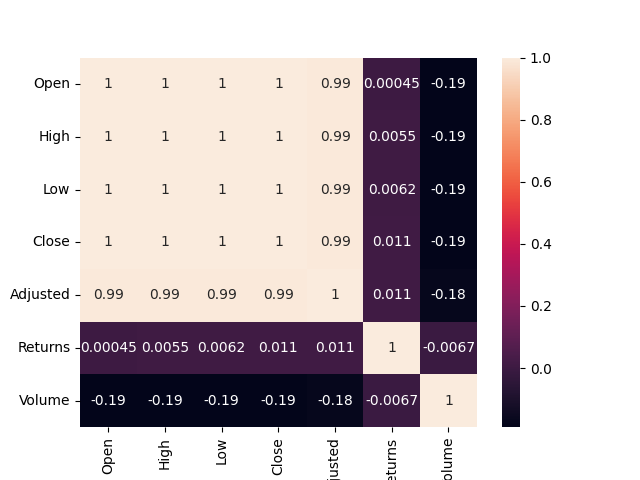 Open 1 1 1 1 0.99 0.00045 -0.19
High 1 1 1 1 0.99 0.0055 -0.19
Low 1 1 1 1 0.99 0.0062 -0.19
Close 1 1 1 1 0.99 0.011 -0.19
Adjusted 0.99 0.99 0.99 0.99 1 0.011 -0.18
Returns 0.00045 0.0055 0.0062 0.011 0.011 1 -0.0067
Volume -0.19 -0.19 -0.19 -0.19 -0.18 -0.0067 1
Open
High
Low
Close
justed
eturns
olume
1.0
0.8
0.6
0.4
0.2
0.0